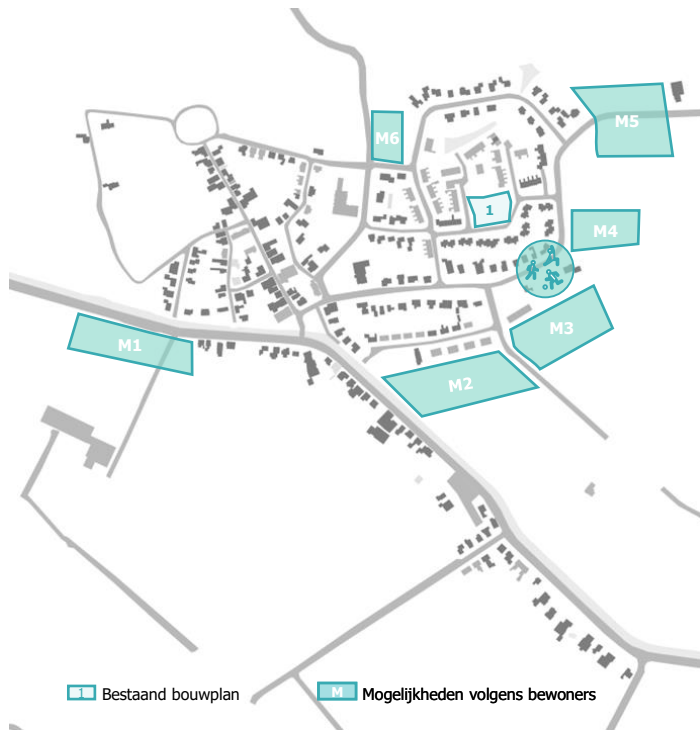 M5
M6
1
M4
M3
M1
M2
1 Bestaand bouwplan
M Mogelijkheden volgens bewoners